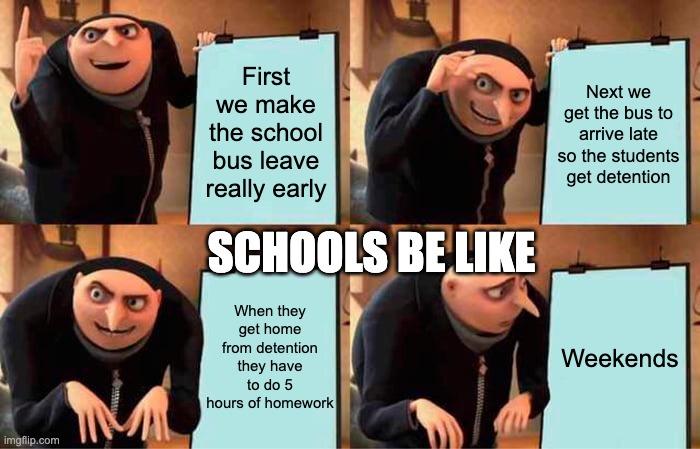 First
we make
the school
bus leave
really early
Next we
get the bus to
arrive late
so the students
get detention
SCHOOLS BE LIKE
When they
get home
from detention
they have
to do 5
hours of homework
Weekends
imgflip.com